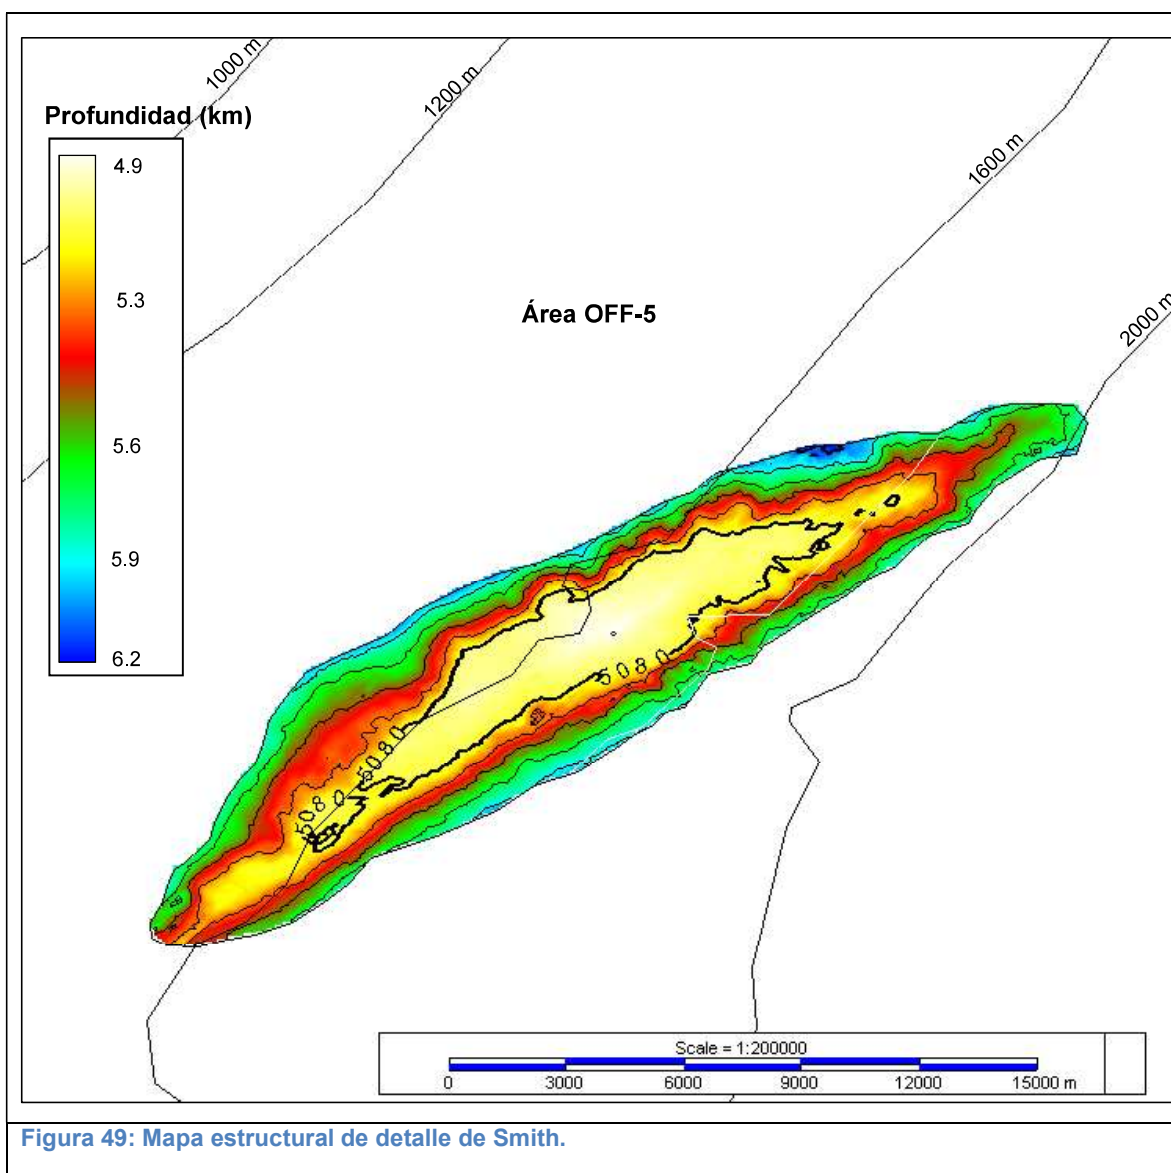 1000 m
1200 m
1600 m
2000 m
Profundidad (km)
4.9
5.3
5.6
5.9
6.2
Área OFF-5
5080
5080
5080
Scale = 1:200000
0 3000 6000 9000 12000 15000 m
Figura 49: Mapa estructural de detalle de Smith.